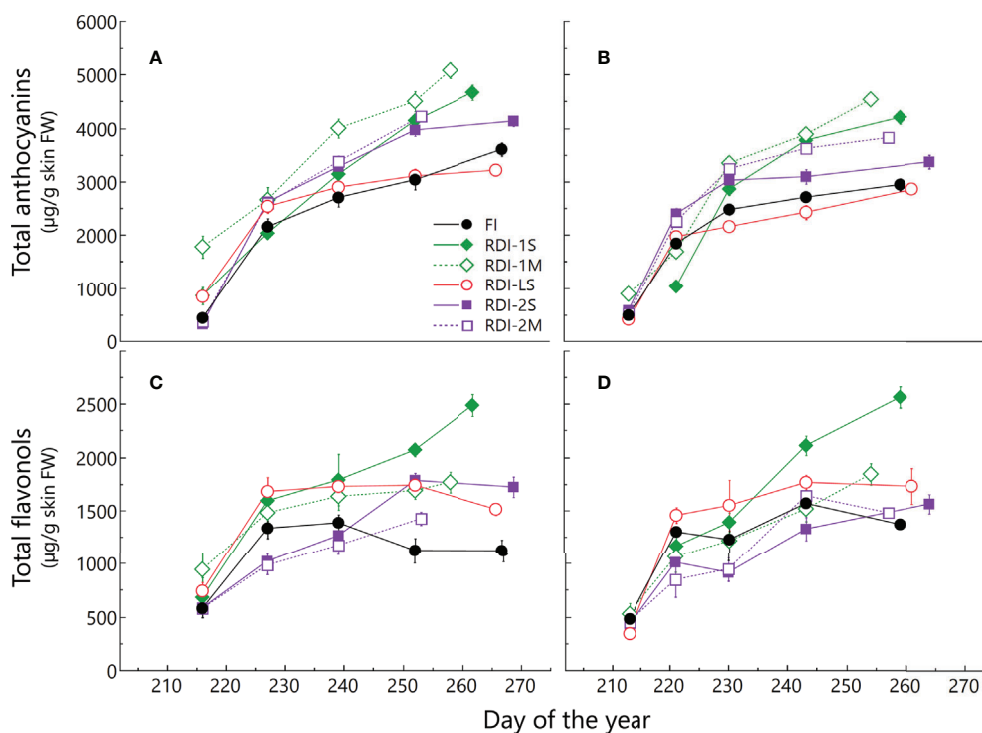 Total anthocyanins
(µg/g skin FW)
6000
5000
4000
3000
2000
1000
0
A
B
FI
RDI-1S
RDI-1M
RDI-LS
RDI-2S
RDI-2M
Total flavonols
(µg/g skin FW)
2500
2000
1500
1000
500
0
C
D
210 220 230 240 250 260 270
210 220 230 240 250 260 270
Day of the year